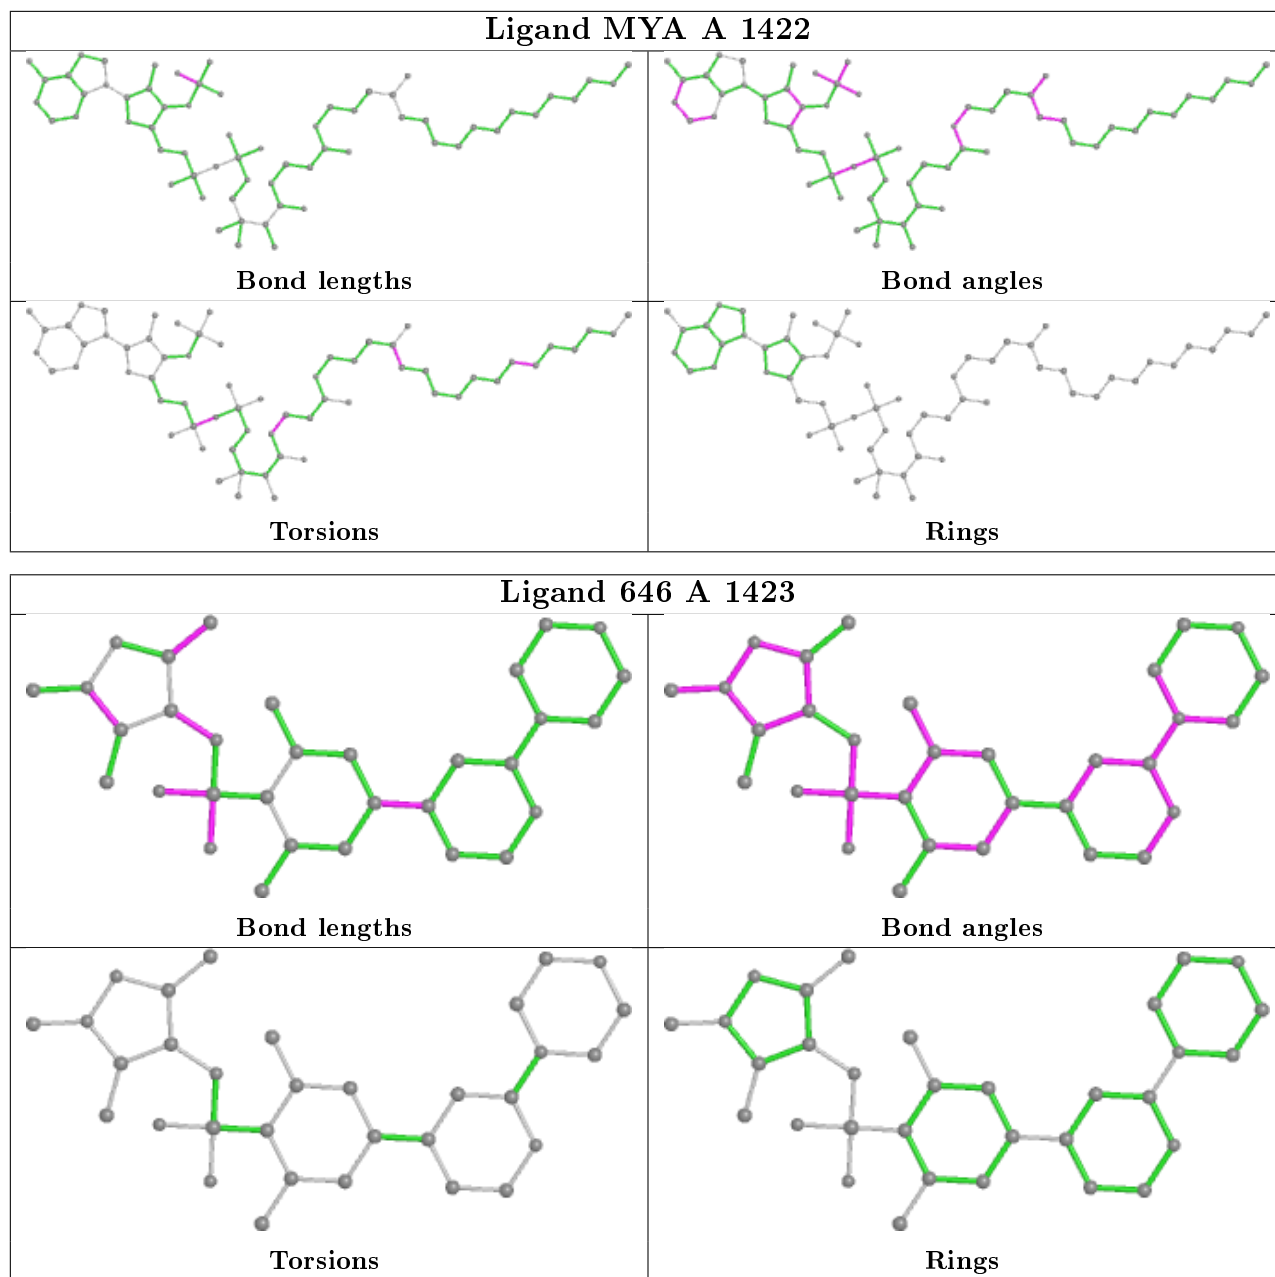 Ligand MYA A 1422
Bond lengths
Bond angles
Torsions
Rings
Ligand 646 A 1423
Bond lengths
Bond angles
Torsions
Rings